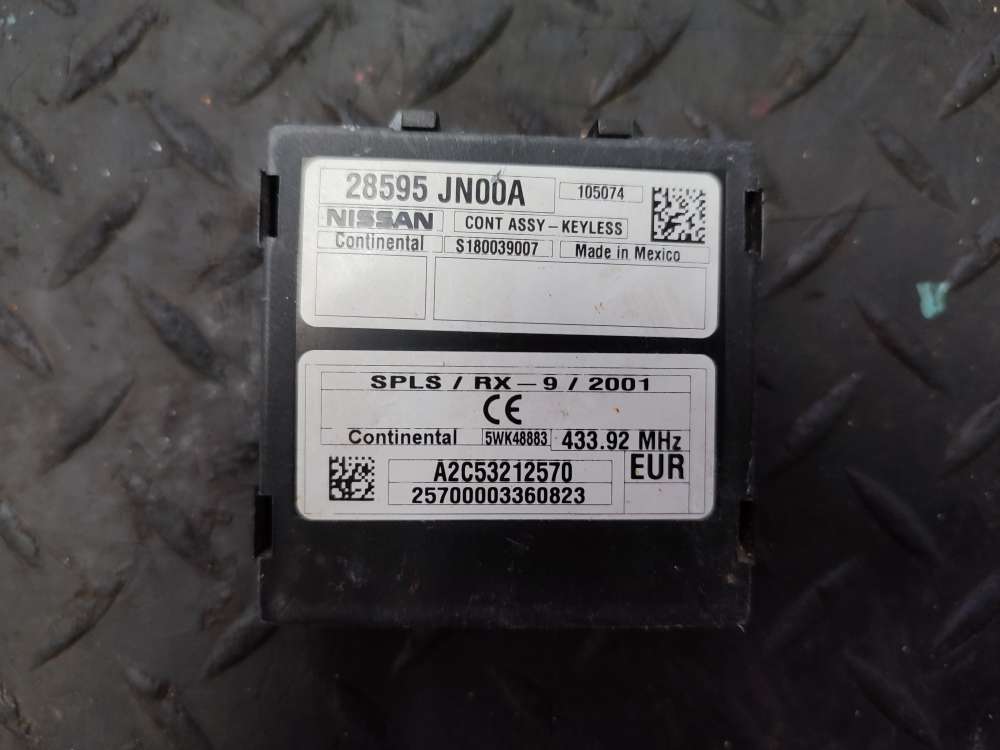 28595 JN00A 105074
NISSAN CONT ASSY-KEYLESS
Continental S180039007 Made in Mexico
SPLS / RX-9 / 2001
CE
Continental 5WK48883 433.92 MHz
A2C53212570 EUR
25700003360823